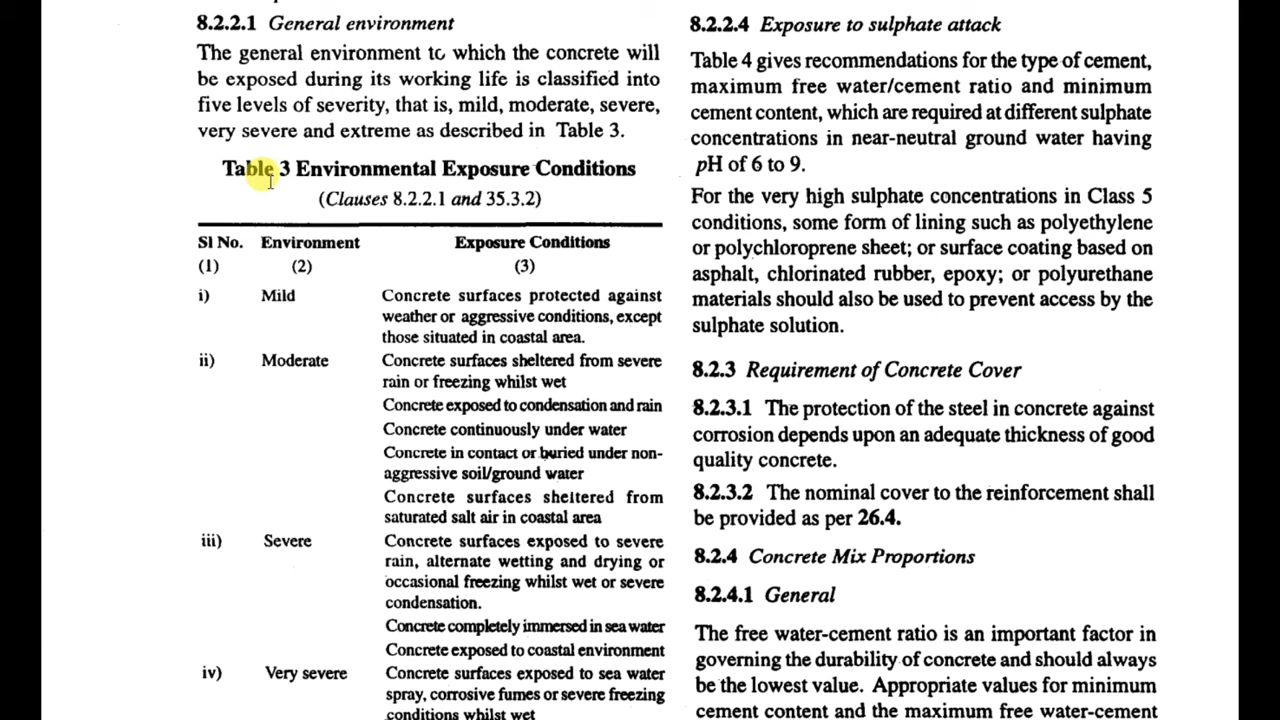 8.2.2.1 General environment
The general environment to which the concrete will
be exposed during its working life is classified into
five levels of severity, that is, mild, moderate, severe,
very severe and extreme as described in Table 3.
Table 3 Environmental Exposure Conditions
(Clauses 8.2.2.1 and 35.3.2)
Sl No. Environment Exposure Conditions
(1) (2) (3)
i) Mild Concrete surfaces protected against
weather or aggressive conditions, except
those situated in coastal area.
ii) Moderate Concrete surfaces sheltered from severe
rain or freezing whilst wet
Concrete exposed to condensation and rain
Concrete continuously under water
Concrete in contact or buried under non-
aggressive soil/ground water
Concrete surfaces sheltered from
saturated salt air in coastal area
iii) Severe Concrete surfaces exposed to severe
rain, alternate wetting and drying or
occasional freezing whilst wet or severe
condensation.
Concrete completely immersed in sea water
Concrete exposed to coastal environment
iv) Very severe Concrete surfaces exposed to sea water
spray, corrosive fumes or severe freezing
conditions whilst wet
8.2.2.4 Exposure to sulphate attack
Table 4 gives recommendations for the type of cement,
maximum free water/cement ratio and minimum
cement content, which are required at different sulphate
concentrations in near-neutral ground water having
pH of 6 to 9.
For the very high sulphate concentrations in Class 5
conditions, some form of lining such as polyethylene
or polychloroprene sheet; or surface coating based on
asphalt, chlorinated rubber, epoxy; or polyurethane
materials should also be used to prevent access by the
sulphate solution.
8.2.3 Requirement of Concrete Cover
8.2.3.1 The protection of the steel in concrete against
corrosion depends upon an adequate thickness of good
quality concrete.
8.2.3.2 The nominal cover to the reinforcement shall
be provided as per 26.4.
8.2.4 Concrete Mix Proportions
8.2.4.1 General
The free water-cement ratio is an important factor in
governing the durability of concrete and should always
be the lowest value. Appropriate values for minimum
cement content and the maximum free water-cement